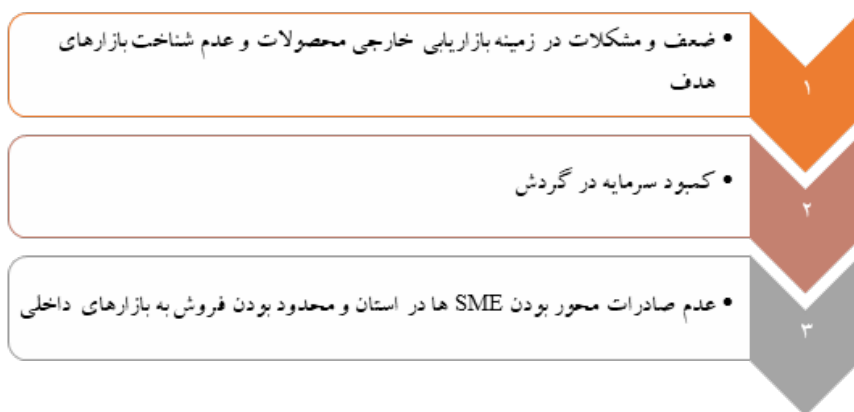 • ضعف و مشکلات در زمینه بازاریابی خارجی محصولات و عدم شناخت بازارهای
هدف
۱
• کمبود سرمایه در گردش
۲
• عدم صادرات محور بودن SME ها در استان و محدود بودن فروش به بازارهای داخلی
۳